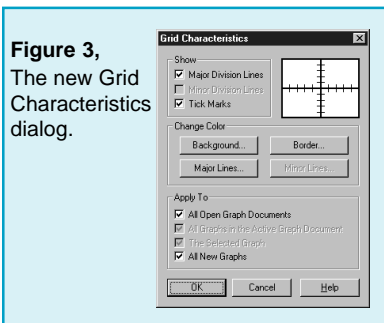 Figure 3,
The new Grid
Characteristics
dialog.
Grid Characteristics
Show
Major Division Lines
Minor Division Lines
Tick Marks
Change Color
Background...
Border...
Major Lines...
Minor Lines...
Apply To
All Open Graph Documents
All Graphs in the Active Graph Document
The Selected Graph
All New Graphs
OK
Cancel
Help